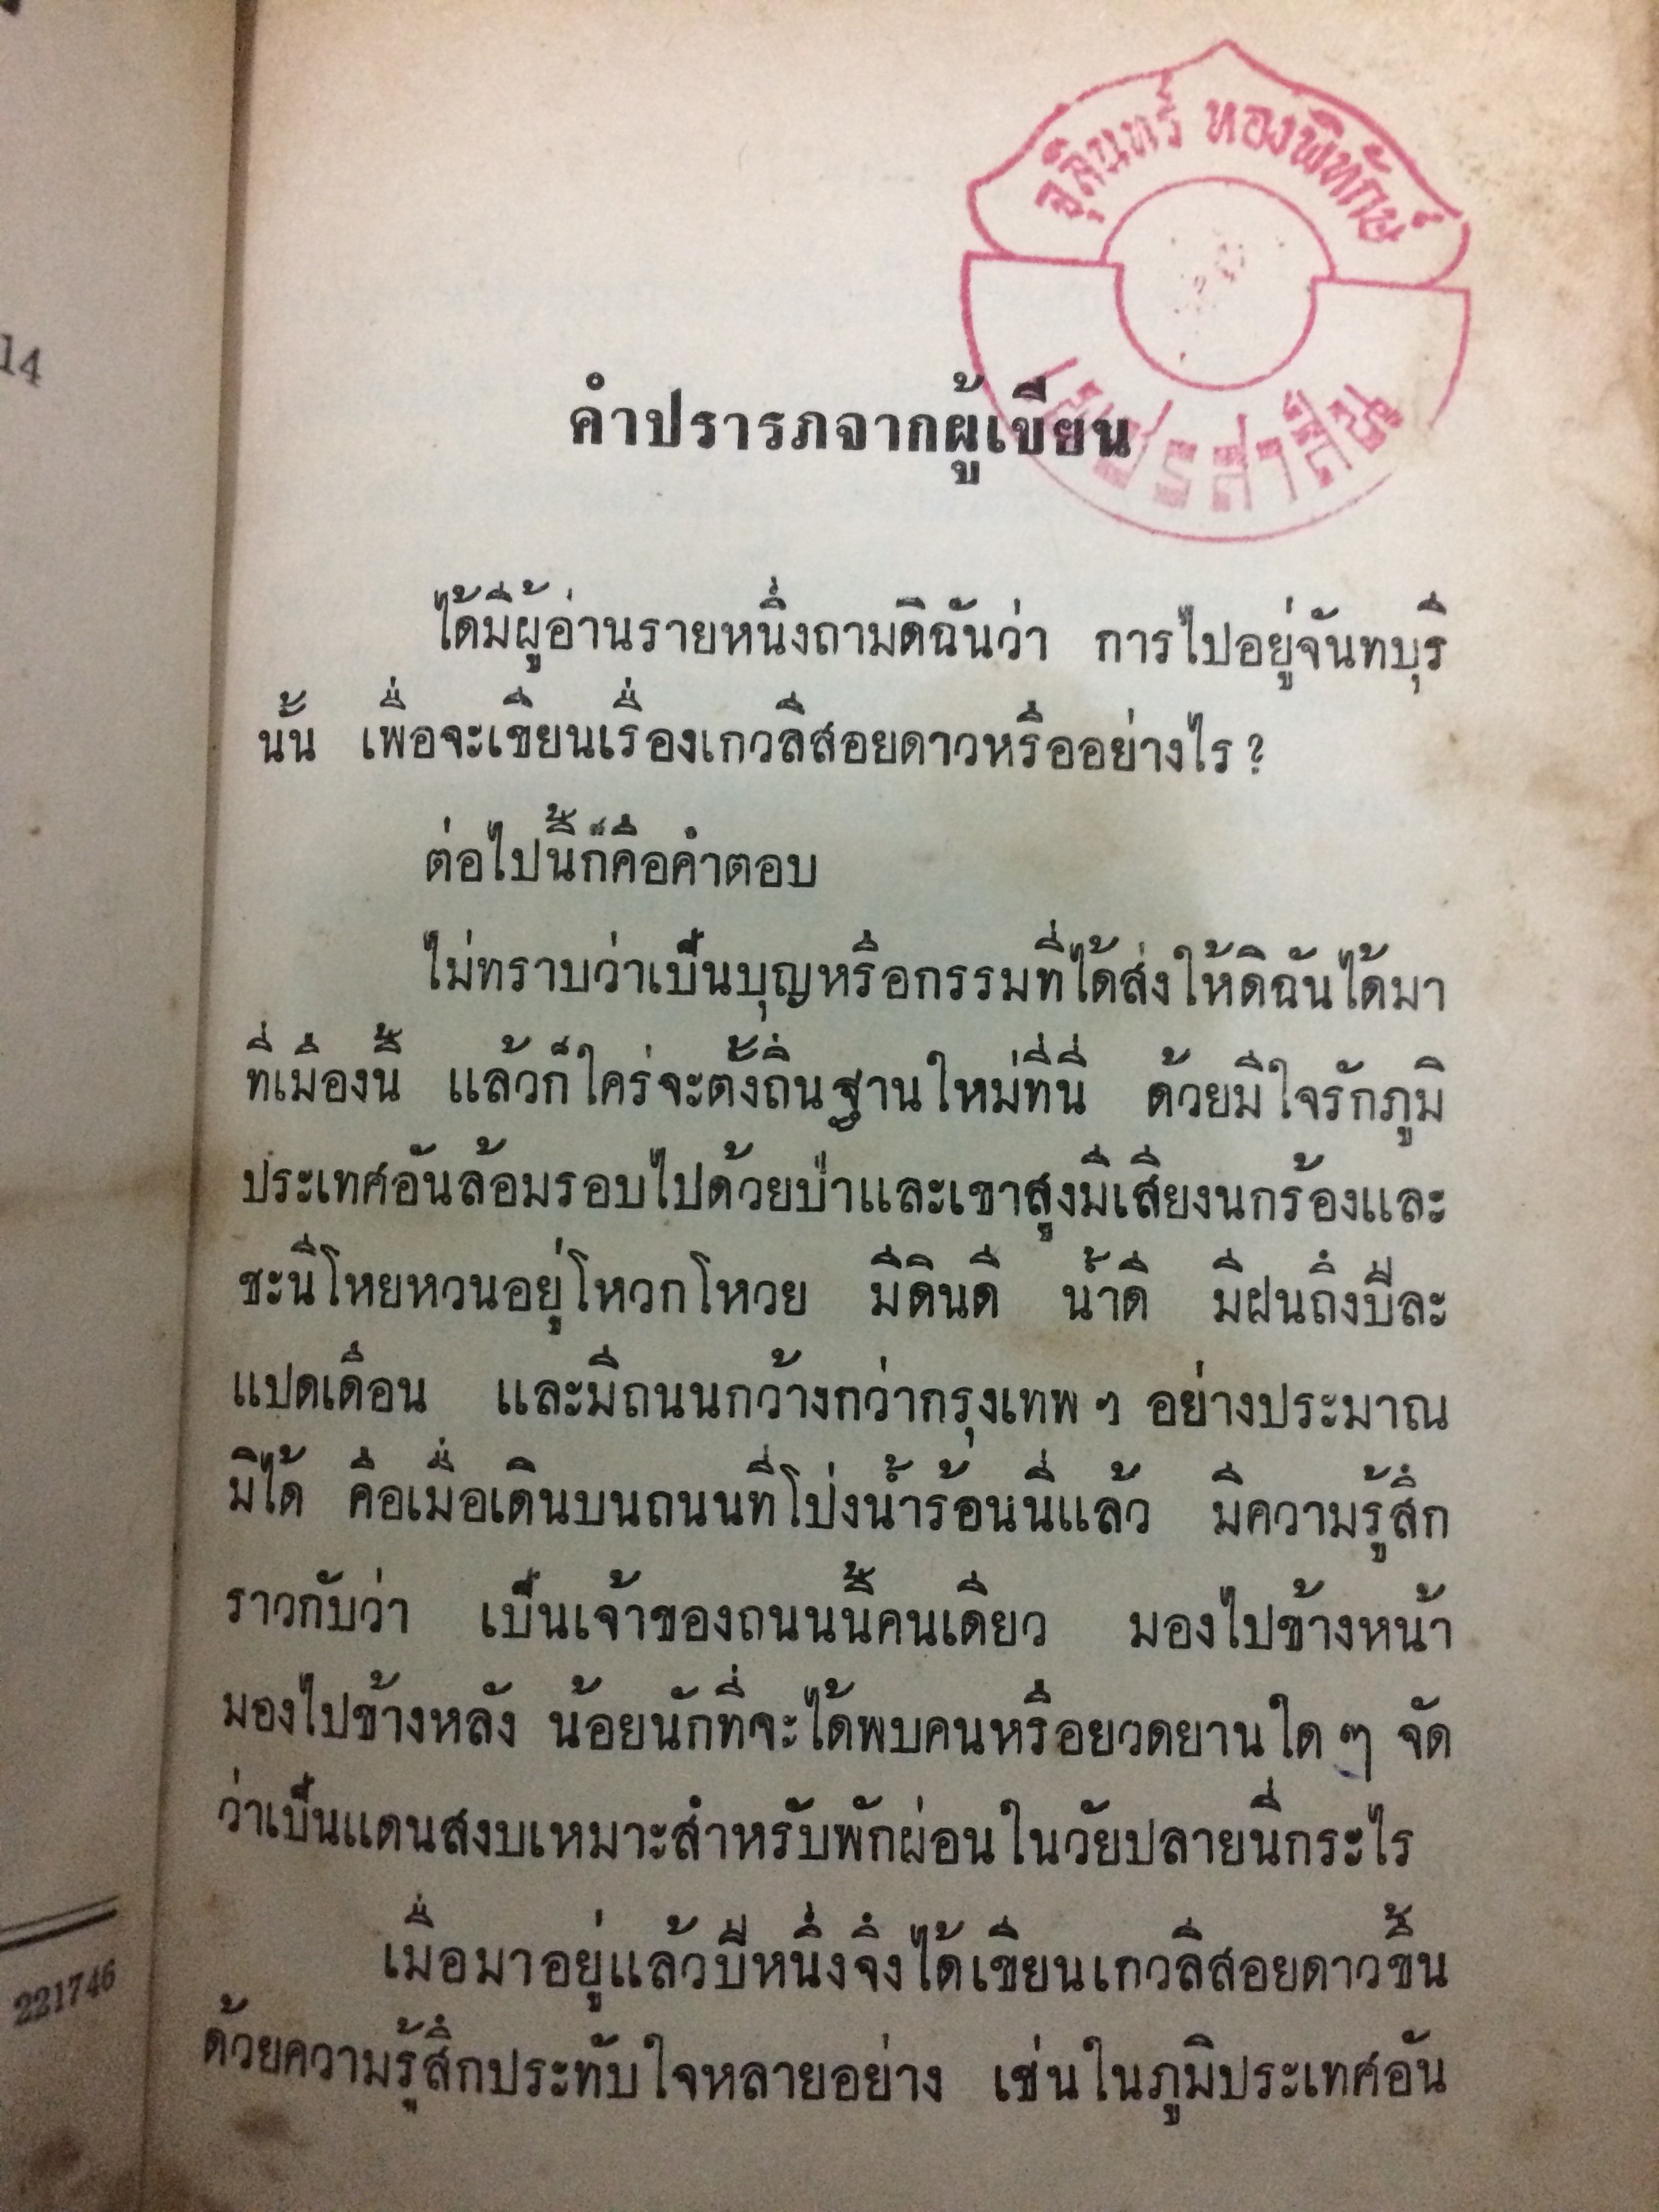 14
221746
จุลินทร์ ทองพิทักษ์
คำปรารภจากผู้เขียน
ได้มีผู้อ่านรายหนึ่งถามดิฉันว่า การไปอยู่จันทบุรี
นั้น เพื่อจะเขียนเรื่องเกวลีสอยดาวหรืออย่างไร?
ต่อไปนี้ก็คือคำตอบ
ไม่ทราบว่าเป็นบุญหรือกรรมที่ได้ส่งให้ดิฉันได้มา
ที่เมืองนี้ แล้วก็ใคร่จะตั้งถิ่นฐานใหม่ที่นี่ ด้วยมีใจรักภูมิ
ประเทศอันล้อมรอบไปด้วยป่าและเขาสูงมีเสียงนกร้องและ
ชะนีโหยหวนอยู่โหวกโหวย มีดินดี น้ำดี มีฝนถึงปีละ
แปดเดือน และมีถนนกว้างกว่ากรุงเทพ ฯ อย่างประมาณ
มิได้ คือเมื่อเดินบนถนนที่โป่งน้ำร้อนนี่แล้ว มีความรู้สึก
ราวกับว่า เป็นเจ้าของถนนนี้คนเดียว มองไปข้างหน้า
มองไปข้างหลัง น้อยนักที่จะได้พบคนหรือยวดยานใด ๆ จัด
ว่าเป็นแดนสงบเหมาะสำหรับพักผ่อนในวัยปลายนี่กระไร
เมื่อมาอยู่แล้วปีหนึ่งจึงได้เขียนเกวลีสอยดาวขึ้น
ด้วยความรู้สึกประทับใจหลายอย่าง เช่นในภูมิประเทศอัน